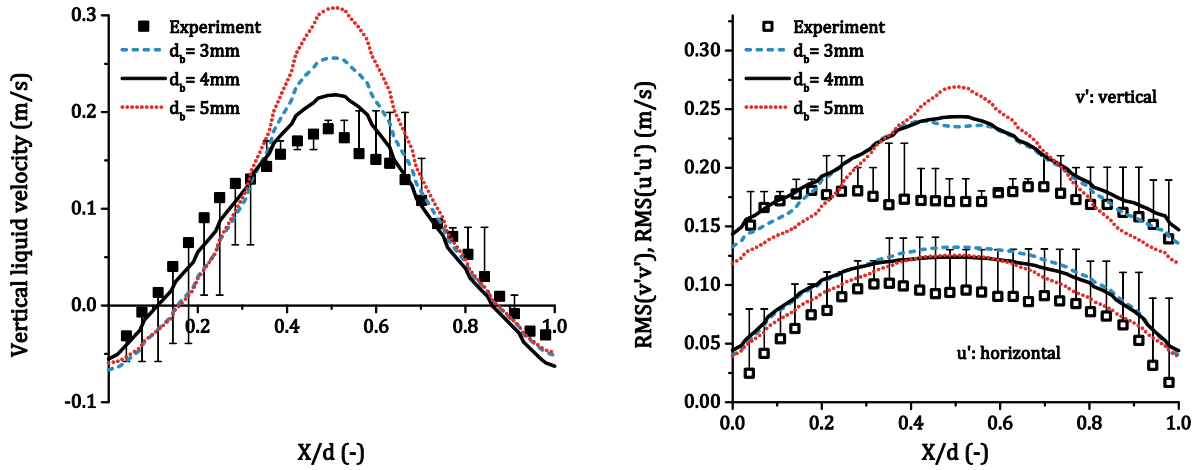 Vertical liquid velocity (m/s)
0.3
0.2
0.1
0.0
-0.1
Experiment
d_b= 3mm
d_b= 4mm
d_b= 5mm
0.2
0.4
0.6
0.8
1.0
X/d (-)
RMS(v'v'), RMS(u'u') (m/s)
0.30
0.25
0.20
0.15
0.10
0.05
0.00
Experiment
d_b= 3mm
d_b= 4mm
d_b= 5mm
v': vertical
u': horizontal
0.0
0.2
0.4
0.6
0.8
1.0
X/d (-)